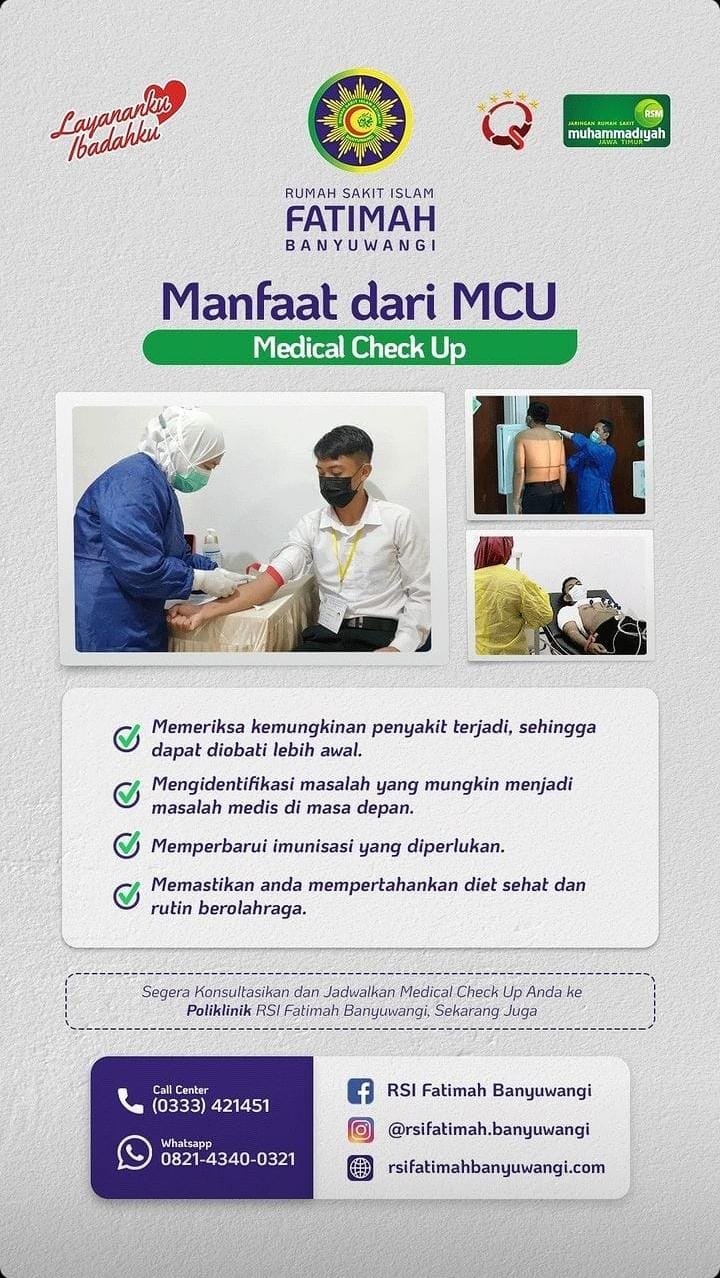 Layananku
Ibadahku
RUMAH SAKIT ISLAM
FATIMAH
BANYUWANGI
JARINGAN RUMAH SAKIT
RSM
muhammadiyah
JAWA TIMUR
Manfaat dari MCU
Medical Check Up
Memeriksa kemungkinan penyakit terjadi, sehingga
dapat diobati lebih awal.
Mengidentifikasi masalah yang mungkin menjadi
masalah medis di masa depan.
Memperbarui imunisasi yang diperlukan.
Memastikan anda mempertahankan diet sehat dan
rutin berolahraga.
Segera Konsultasikan dan Jadwalkan Medical Check Up Anda ke
Poliklinik RSI Fatimah Banyuwangi, Sekarang Juga
Call Center
(0333) 421451
Whatsapp
0821-4340-0321
RSI Fatimah Banyuwangi
@rsifatimah.banyuwangi
rsifatimahbanyuwangi.com